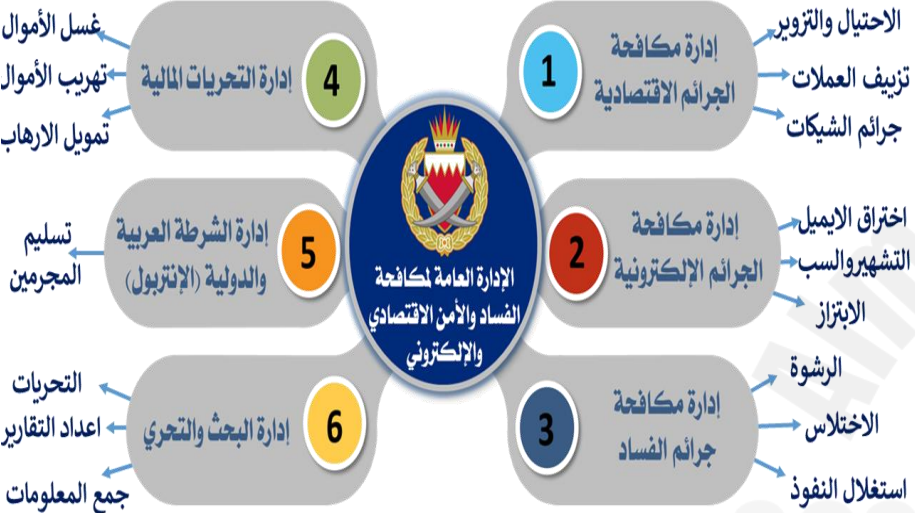 الإدارة العامة لمكافحة
الفساد والأمن الاقتصادي
والإلكتروني
1
إدارة مكافحة
الجرائم الاقتصادية
الاحتيال والتزوير
تزييف العملات
جرائم الشيكات
2
إدارة مكافحة
الجرائم الإلكترونية
اختراق الايميل
التشهيروالسب
الابتزاز
3
إدارة مكافحة
جرائم الفساد
الرشوة
الاختلاس
استغلال النفوذ
4
إدارة التحريات المالية
غسل الأموال
تهريب الأموال
تمويل الارهاب
5
إدارة الشرطة العربية
والدولية (الإنتربول)
تسليم
المجرمين
6
إدارة البحث والتحري
التحريات
اعداد التقارير
جمع المعلومات